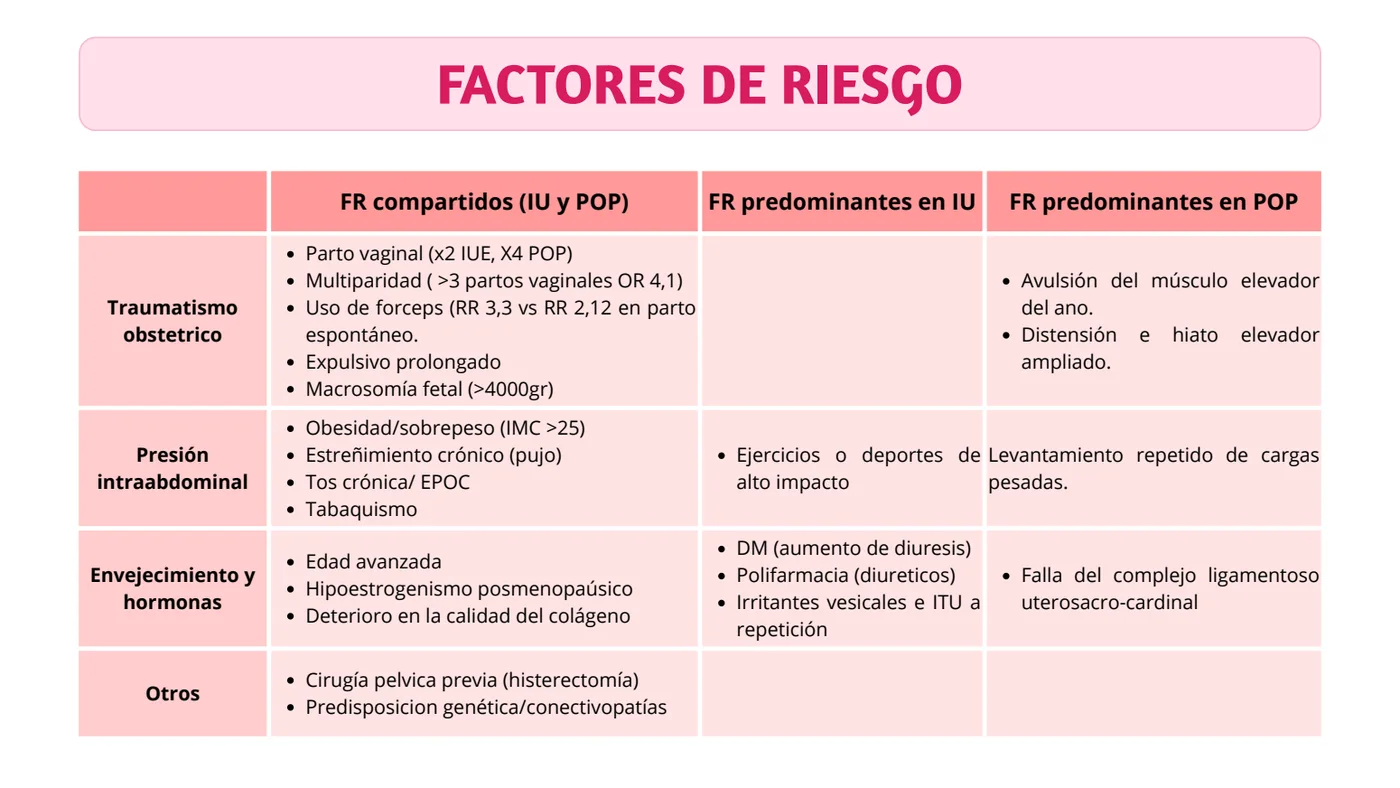 FACTORES DE RIESGO
FR compartidos (IU y POP)
FR predominantes en IU
FR predominantes en POP
Traumatismo
obstetrico
• Parto vaginal (x2 IUE, X4 POP)
• Multiparidad ( >3 partos vaginales OR 4,1)
• Uso de forceps (RR 3,3 vs RR 2,12 en parto
espontáneo.
• Expulsivo prolongado
• Macrosomía fetal (>4000gr)
• Avulsión del músculo elevador
del ano.
• Distensión e hiato elevador
ampliado.
Presión
intraabdominal
• Obesidad/sobrepeso (IMC >25)
• Estreñimiento crónico (pujo)
• Tos crónica/ EPOC
• Tabaquismo
• Ejercicios o deportes de
alto impacto
Levantamiento repetido de cargas
pesadas.
Envejecimiento y
hormonas
• Edad avanzada
• Hipoestrogenismo posmenopaúsico
• Deterioro en la calidad del colágeno
• DM (aumento de diuresis)
• Polifarmacia (diureticos)
• Irritantes vesicales e ITU a
repetición
• Falla del complejo ligamentoso
uterosacro-cardinal
Otros
• Cirugía pelvica previa (histerectomía)
• Predisposicion genética/conectivopatías